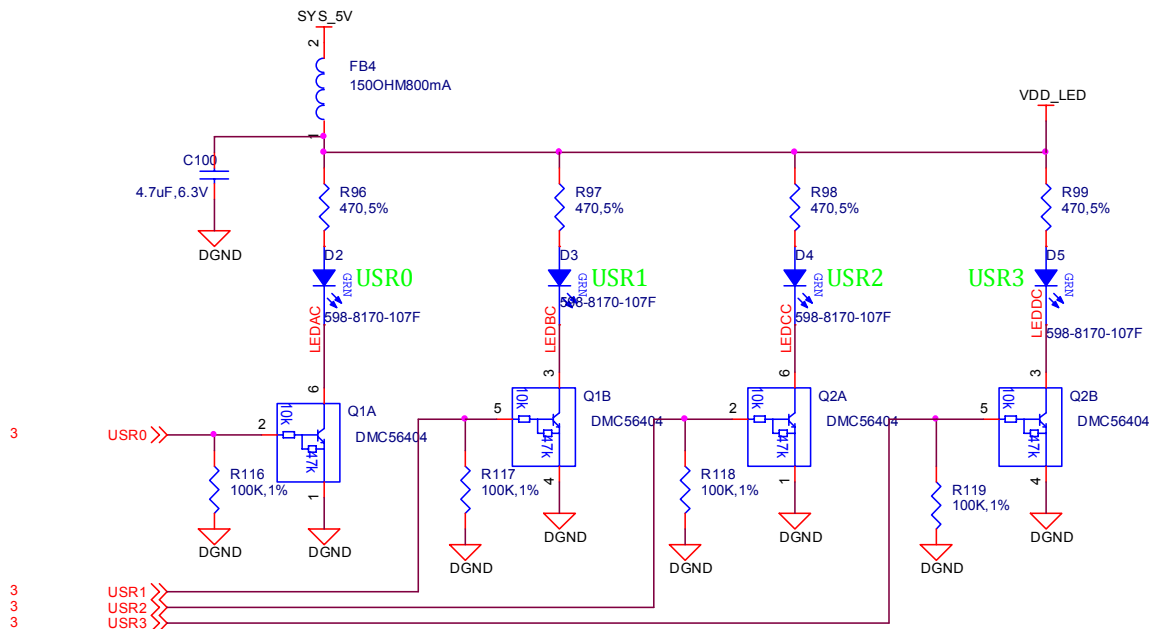 SYS_5V
2
FB4
150OHM800mA
1
VDD_LED
C100
4.7uF,6.3V
DGND
R96
470,5%
R97
470,5%
R98
470,5%
R99
470,5%
D2
USR0
GRN
598-8170-107F
LEDAC
D3
USR1
GRN
598-8170-107F
LEDBC
D4
USR2
GRN
598-8170-107F
LEDCC
USR3
D5
GRN
598-8170-107F
LEDDC
6
10k
47k
Q1A
DMC56404
2
1
3
10k
47k
Q1B
DMC56404
5
4
6
10k
47k
Q2A
DMC56404
2
1
3
10k
47k
Q2B
DMC56404
5
4
3 USR0
R116
100K,1%
R117
100K,1%
R118
100K,1%
R119
100K,1%
DGND
DGND
DGND
DGND
DGND
DGND
DGND
DGND
3 USR1
3 USR2
3 USR3